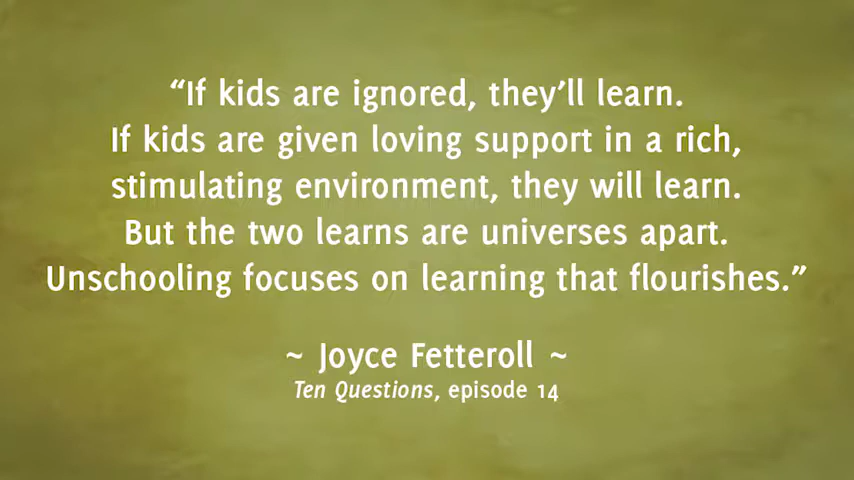 “If kids are ignored, they’ll learn.
If kids are given loving support in a rich,
stimulating environment, they will learn.
But the two learns are universes apart.
Unschooling focuses on learning that flourishes.”
~ Joyce Fetteroll ~
Ten Questions, episode 14